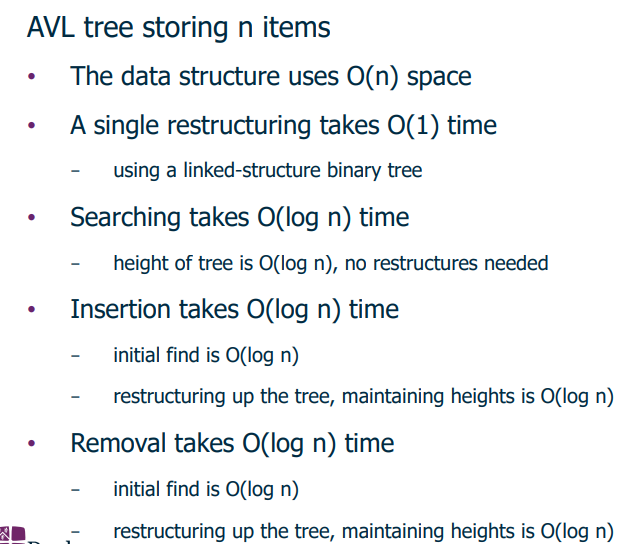 AVL tree storing n items
• The data structure uses O(n) space
• A single restructuring takes O(1) time
– using a linked-structure binary tree
• Searching takes O(log n) time
– height of tree is O(log n), no restructures needed
• Insertion takes O(log n) time
– initial find is O(log n)
– restructuring up the tree, maintaining heights is O(log n)
• Removal takes O(log n) time
– initial find is O(log n)
– restructuring up the tree, maintaining heights is O(log n)